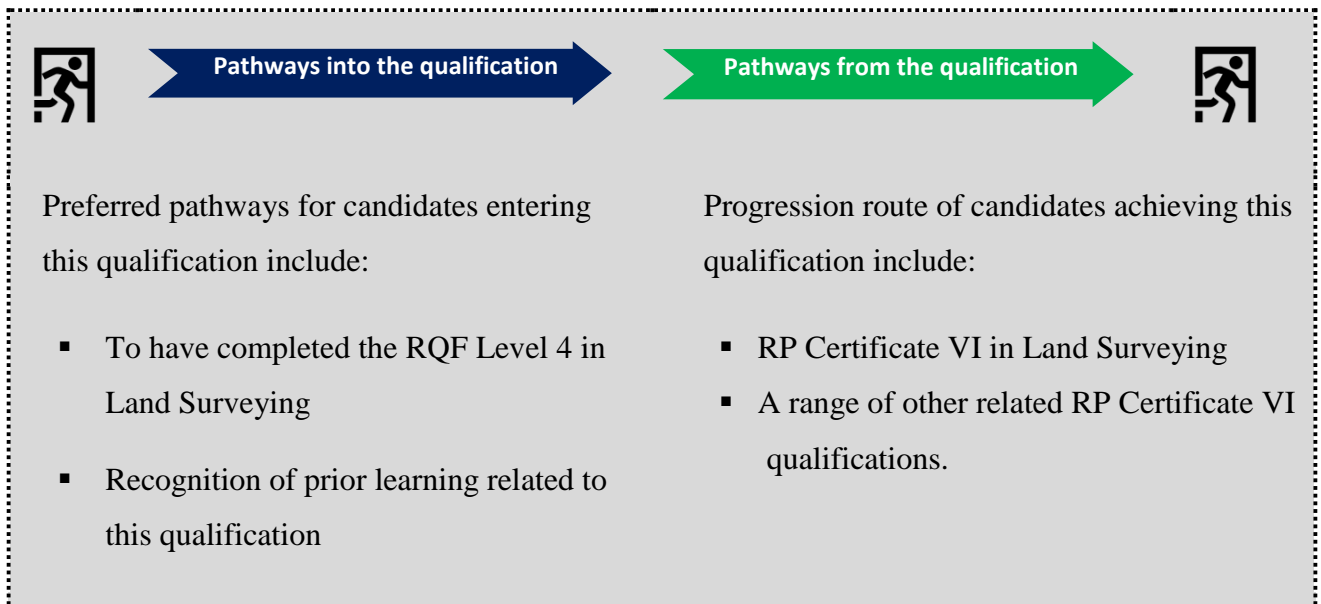 Pathways into the qualification
Pathways from the qualification
Preferred pathways for candidates entering
this qualification include:
▪ To have completed the RQF Level 4 in
Land Surveying
▪ Recognition of prior learning related to
this qualification
Progression route of candidates achieving this
qualification include:
▪ RP Certificate VI in Land Surveying
▪ A range of other related RP Certificate VI
qualifications.